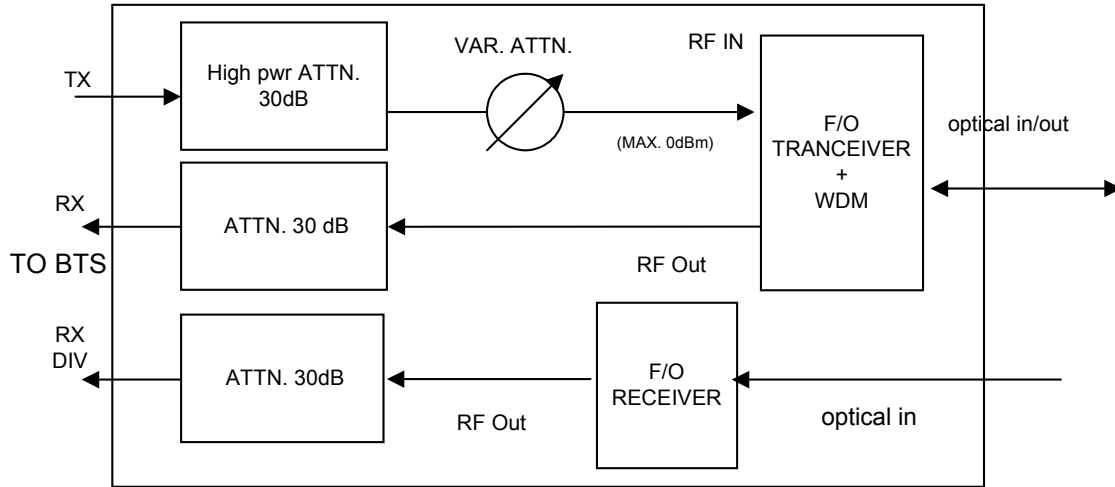 VAR. ATTN.
RF IN
TX
High pwr ATTN.
30dB
(MAX. 0dBm)
F/O
TRANCEIVER
+
WDM
optical in/out
RX
ATTN. 30 dB
TO BTS
RF Out
RX
DIV
ATTN. 30dB
F/O
RECEIVER
RF Out
optical in